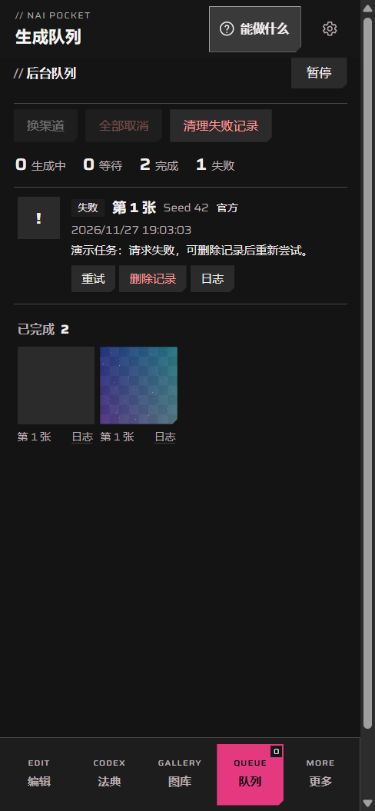 // NAI POCKET
生成队列
能做什么
// 后台队列
暂停
换渠道
全部取消
清理失败记录
0 生成中 0 等待 2 完成 1 失败
!
失败 第 1 张 Seed 42 官方
2026/11/27 19:03:03
演示任务：请求失败，可删除记录后重新尝试。
重试
删除记录
日志
已完成 2
第 1 张 日志
第 1 张 日志
EDIT
编辑
CODEX
法典
GALLERY
图库
QUEUE
0
队列
MORE
更多